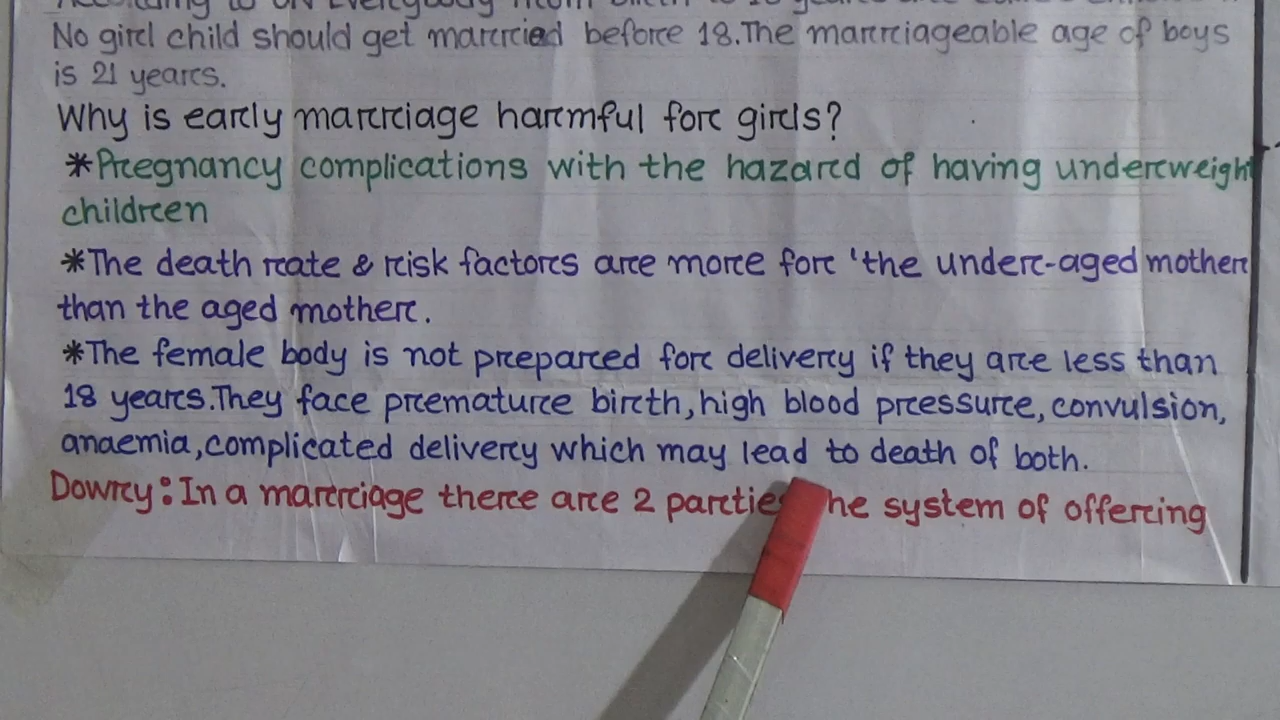 No girl child should get married before 18.The marriageable age of boys
is 21 years.
Why is early marriage harmful for girls?
*Pregnancy complications with the hazard of having underweight
children
*The death rate & risk factors are more for 'the under-aged mother
than the aged mother.
*The female body is not prepared for delivery if they are less than
18 years.They face premature birth,high blood pressure,convulsion,
anaemia,complicated delivery which may lead to death of both.
Dowry:In a marriage there are 2 parties he system of offering